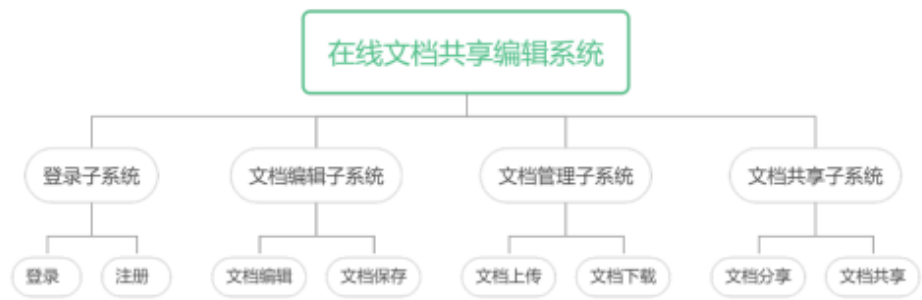 在线文档共享编辑系统
登录子系统
文档编辑子系统
文档管理子系统
文档共享子系统
登录
注册
文档编辑
文档保存
文档上传
文档下载
文档分享
文档共享